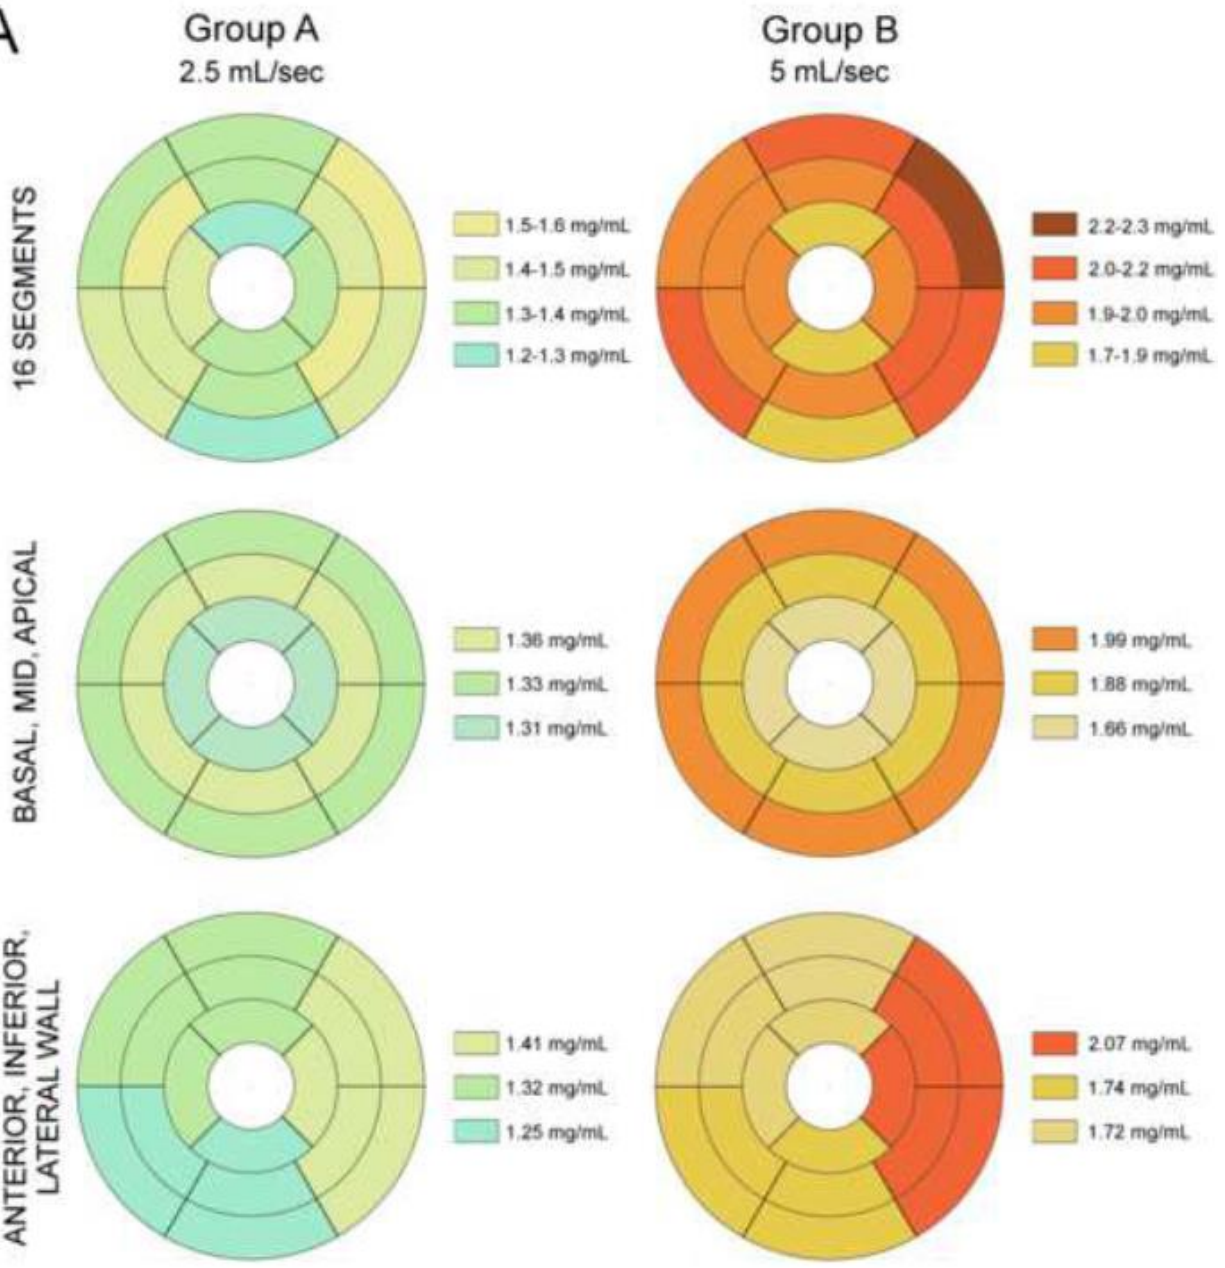 A
Group A
2.5 mL/sec
Group B
5 mL/sec
16 SEGMENTS
1.5-1.6 mg/mL
1.4-1.5 mg/mL
1.3-1.4 mg/mL
1.2-1.3 mg/mL
2.2-2.3 mg/mL
2.0-2.2 mg/mL
1.9-2.0 mg/mL
1.7-1.9 mg/mL
BASAL, MID, APICAL
1.36 mg/mL
1.33 mg/mL
1.31 mg/mL
1.99 mg/mL
1.88 mg/mL
1.66 mg/mL
ANTERIOR, INFERIOR,
LATERAL WALL
1.41 mg/mL
1.32 mg/mL
1.25 mg/mL
2.07 mg/mL
1.74 mg/mL
1.72 mg/mL